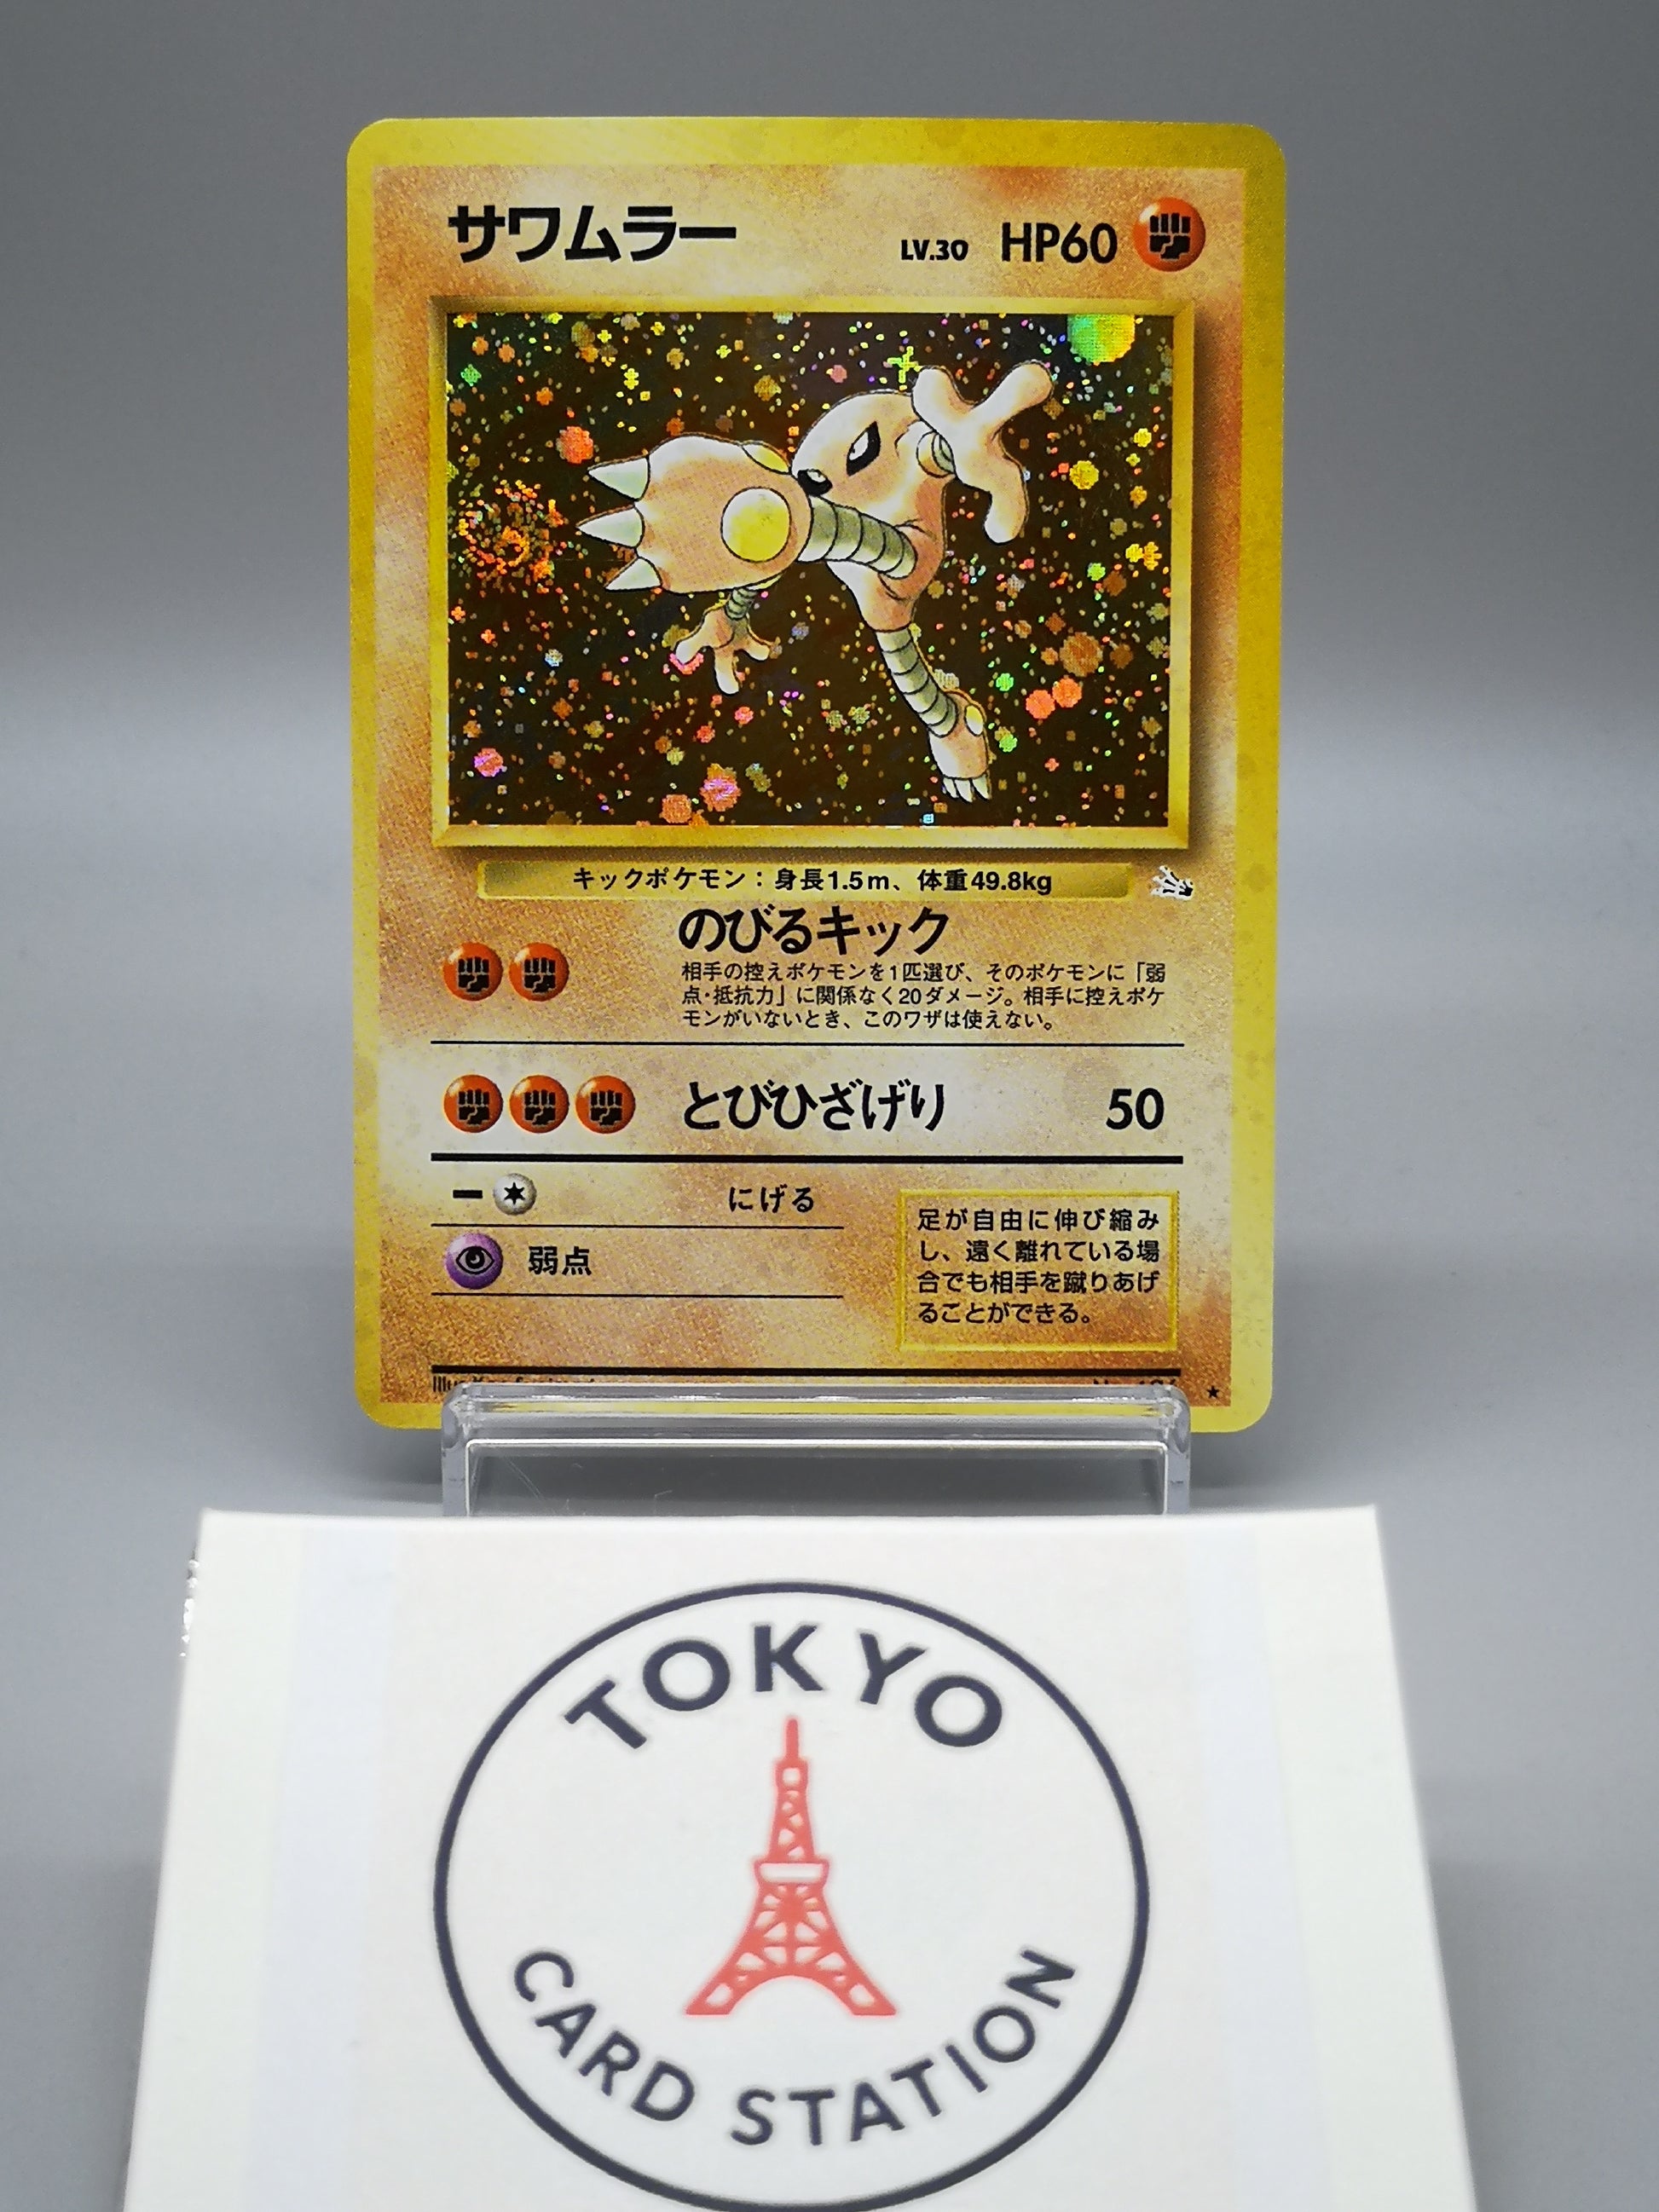 サワムラー LV.30 HP60
キックポケモン：身長1.5m、体重49.8kg
のびるキック
相手の控えポケモンを1匹選び、そのポケモンに「弱
点・抵抗力」に関係なく20ダメージ。相手に控えポケ
モンがいないとき、このワザは使えない。
とびひざげり 50
にげる
弱点
足が自由に伸び縮み
し、遠く離れている場
合でも相手を蹴りあげ
ることができる。
TOKYO
CARD STATION